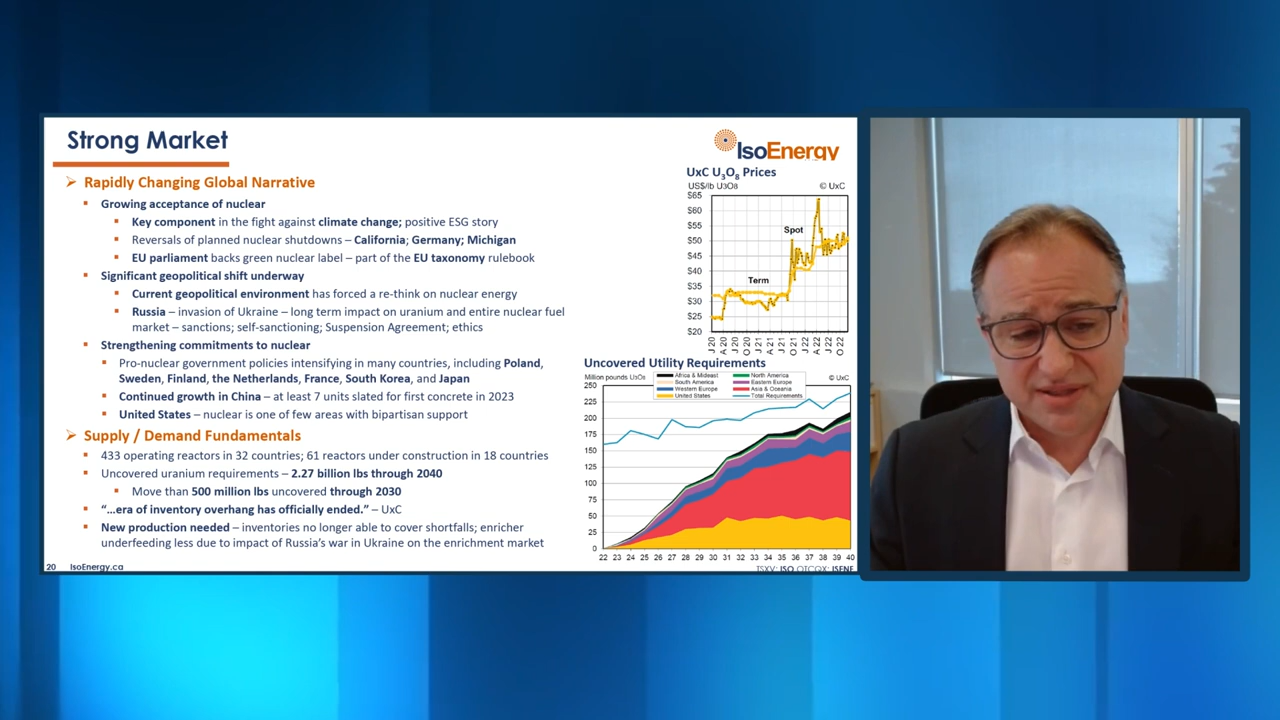 Strong Market
IsoEnergy
Rapidly Changing Global Narrative
Growing acceptance of nuclear
Key component in the fight against climate change; positive ESG story
Reversals of planned nuclear shutdowns – California; Germany; Michigan
EU parliament backs green nuclear label – part of the EU taxonomy rulebook
Significant geopolitical shift underway
Current geopolitical environment has forced a re-think on nuclear energy
Russia – invasion of Ukraine – long term impact on uranium and entire nuclear fuel
market – sanctions; self-sanctioning; Suspension Agreement; ethics
Strengthening commitments to nuclear
Pro-nuclear government policies intensifying in many countries, including Poland,
Sweden, Finland, the Netherlands, France, South Korea, and Japan
Continued growth in China – at least 7 units slated for first concrete in 2023
United States – nuclear is one of few areas with bipartisan support
Supply / Demand Fundamentals
433 operating reactors in 32 countries; 61 reactors under construction in 18 countries
Uncovered uranium requirements – 2.27 billion lbs through 2040
More than 500 million lbs uncovered through 2030
“…era of inventory overhang has officially ended.” – UxC
New production needed – inventories no longer able to cover shortfalls; enricher
underfeeding less due to impact of Russia’s war in Ukraine on the enrichment market
20 IsoEnergy.ca
UxC U3O8 Prices
US$/lb U3O8 © UxC
$65
$60
$55
$50
$45
$40
$35
$30
$25
$20
Spot
Term
J 20
A 20
O 20
J 21
A 21
J 21
O 21
J 22
A 22
J 22
O 22
Uncovered Utility Requirements
Million pounds U3O8 © UxC
Africa & Mideast North America
South America Eastern Europe
Western Europe Asia & Oceania
United States Total Requirements
250
225
200
175
150
125
100
75
50
25
0
22 23 24 25 26 27 28 29 30 31 32 33 34 35 36 37 38 39 40
TSXV: ISO OTCQX: ISENF